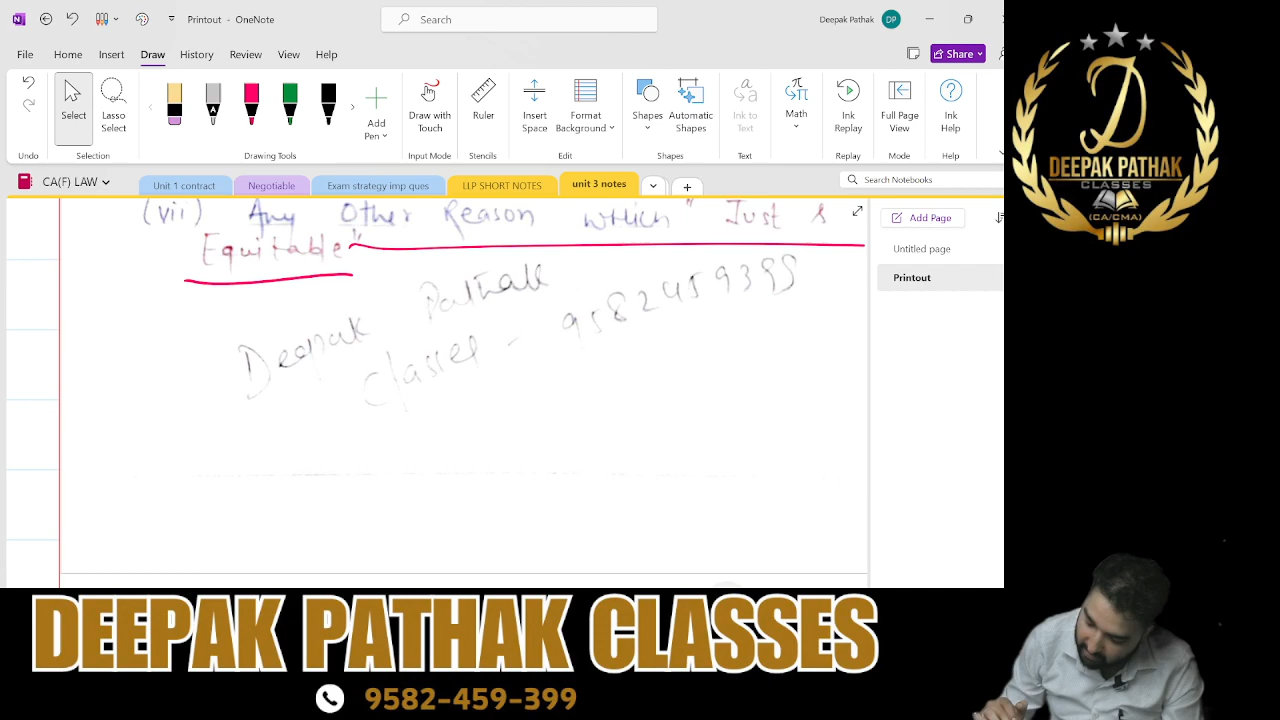 Printout - OneNote
Search
Deepak Pathak
DP
File Home Insert Draw History Review View Help
Share
Select
Lasso Select
Add Pen
Draw with Touch
Ruler
Insert Space
Format Background
Shapes
Automatic Shapes
Ink to Text
Math
Ink Replay
Full Page View
Ink Help
Undo Selection Drawing Tools Input Mode Stencils Edit Shapes Text Replay Mode Help
CA(F) LAW
Unit 1 contract
Negotiable
Exam strategy imp ques
LLP SHORT NOTES
unit 3 notes
Search Notebooks
Add Page
Untitled page
Printout
(vii) Any Other Reason which "Just &
Equitable"
Deepak Pathak
Classes - 9582459399
D
DEEPAK PATHAK
CLASSES
(CA/CMA)
DEEPAK PATHAK CLASSES
9582-459-399